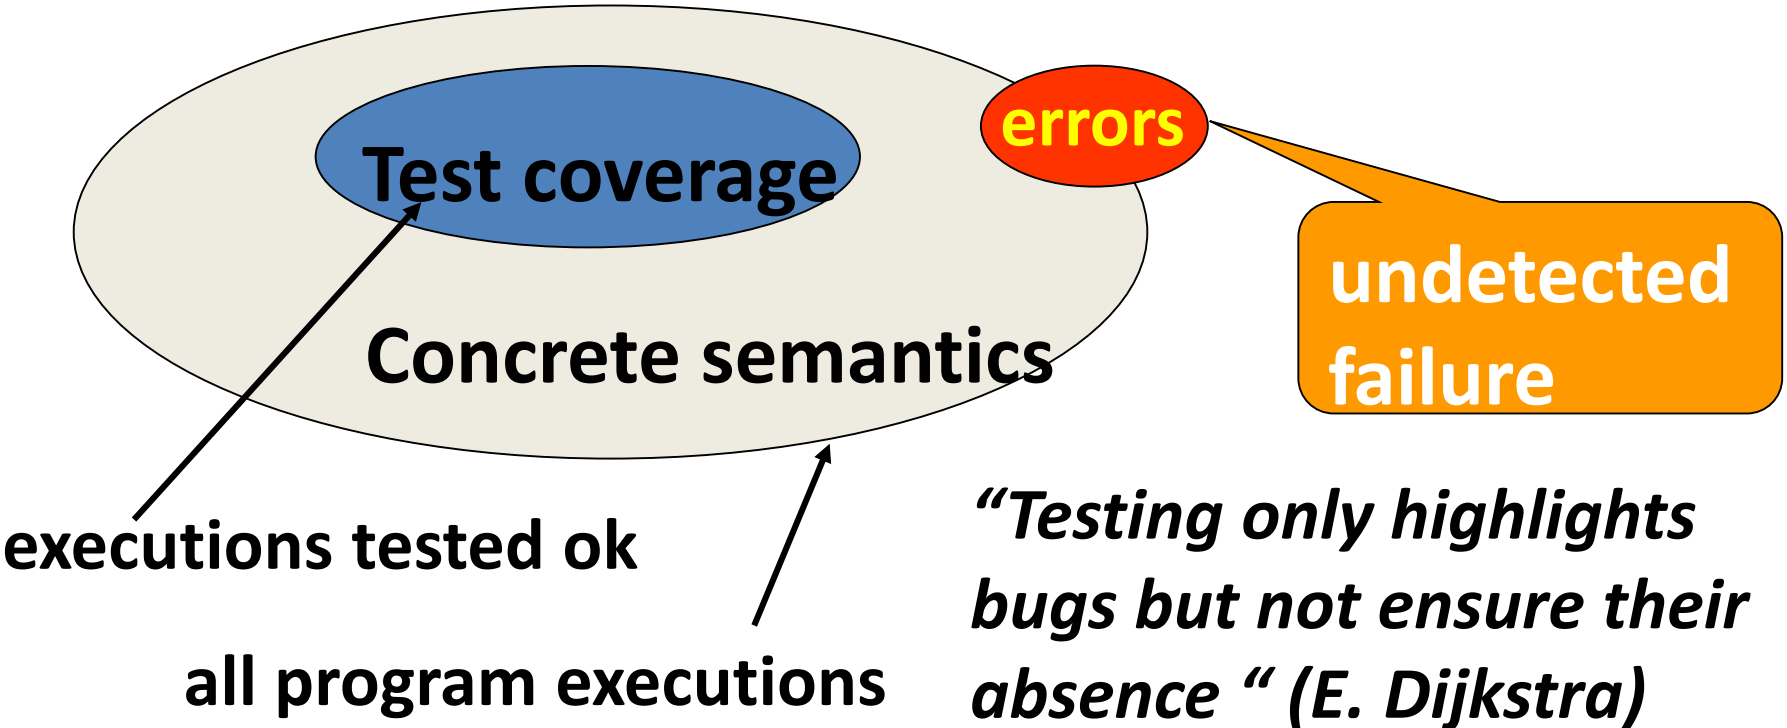 errors
Test coverage
undetected
failure
Concrete semantics
executions tested ok
all program executions
“Testing only highlights
bugs but not ensure their
absence “ (E. Dijkstra)